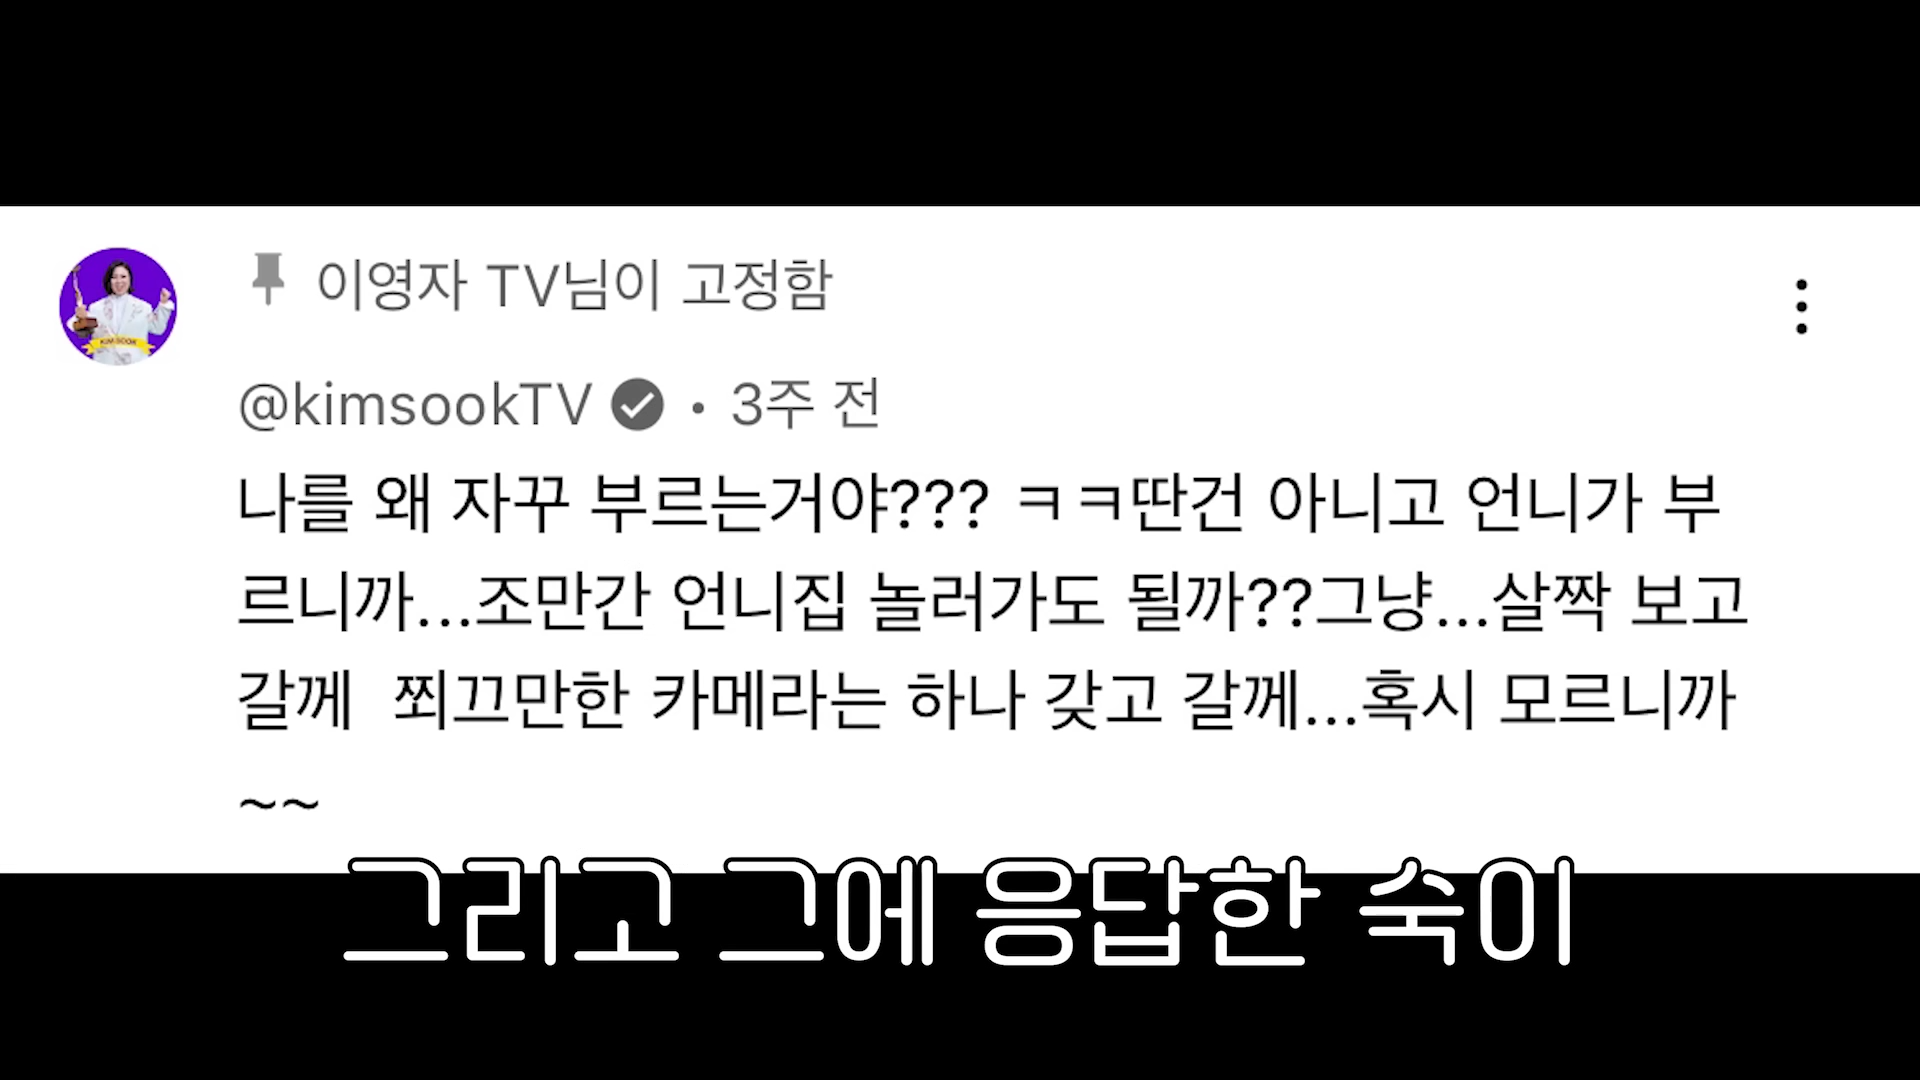 이영자 TV님이 고정함
KIM SOOK
@kimsookTV • 3주 전
나를 왜 자꾸 부르는거야??? ㅋㅋ딴건 아니고 언니가 부
르니까...조만간 언니집 놀러가도 될까??그냥...살짝 보고
갈께 쬐끄만한 카메라는 하나 갖고 갈께...혹시 모르니까
~~
그리고 그에 응답한 숙이